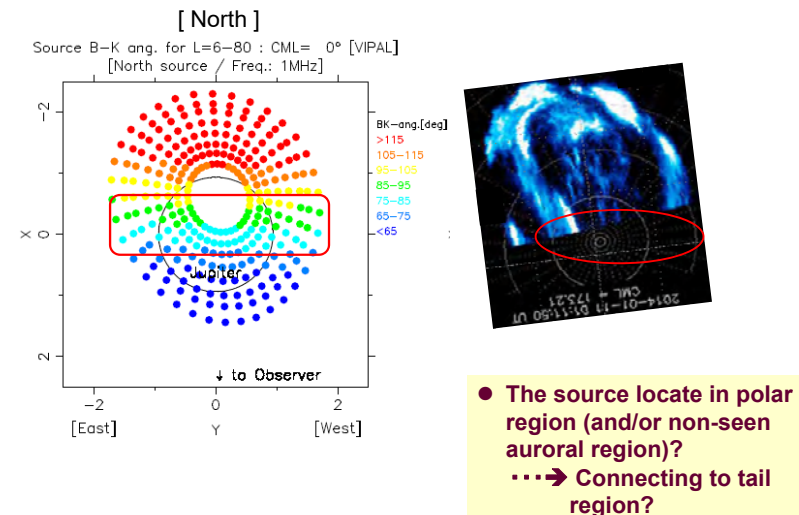 [ North ]
Source B-K ang. for L=6-80 : CML=   0° [VIPAL]
[North source / Freq.: 1MHz]
BK-ang.[deg]
>115
105-115
95-105
85-95
75-85
65-75
<65
-2
X
0
2
Jupiter
↓ to Observer
-2
0
2
[East]
Y
[West]
:
2014-01-11 01:11:50 UT
CML = 173.21
● The source locate in polar
region (and/or non-seen
auroral region)?
···➔ Connecting to tail
region?